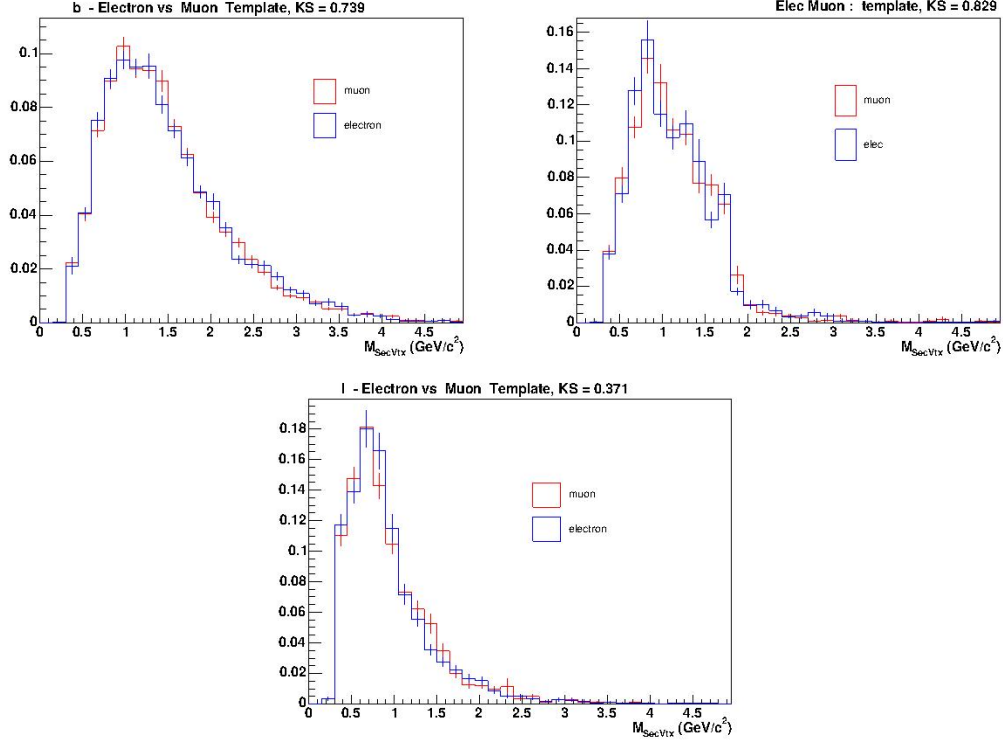 b - Electron vs Muon Template, KS = 0.739
0.1
0.08
0.06
0.04
0.02
0
muon
electron
0 0.5 1 1.5 2 2.5 3 3.5 4 4.5
M_SecVtx (GeV/c²)
Elec Muon : template, KS = 0.829
0.16
0.14
0.12
0.1
0.08
0.06
0.04
0.02
0
muon
elec
0 0.5 1 1.5 2 2.5 3 3.5 4 4.5
M_SecVtx (GeV/c²)
l - Electron vs Muon Template, KS = 0.371
0.18
0.16
0.14
0.12
0.1
0.08
0.06
0.04
0.02
0
muon
electron
0 0.5 1 1.5 2 2.5 3 3.5 4 4.5
M_SecVtx (GeV/c²)